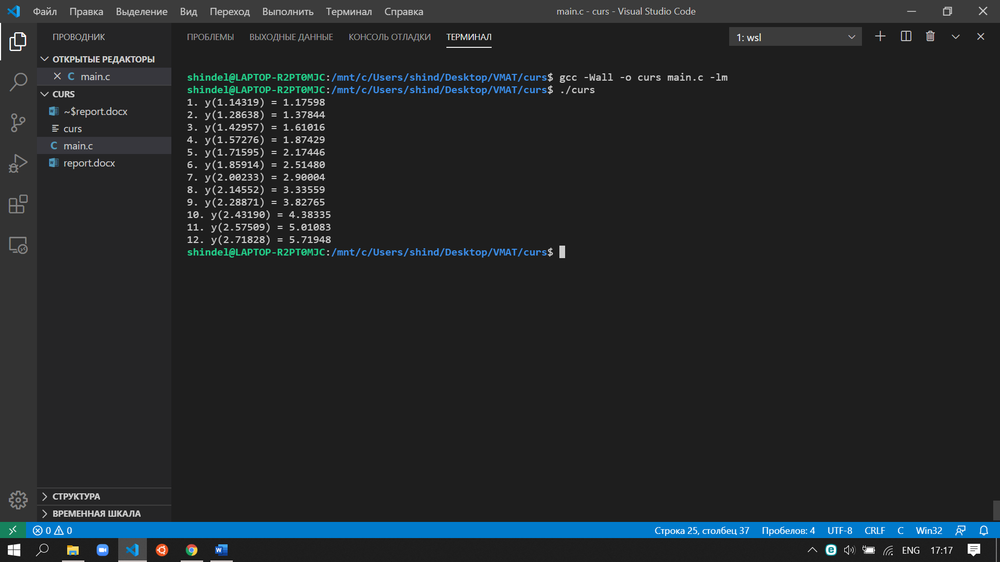 Файл Правка Выделение Вид Переход Выполнить Терминал Справка main.c - curs - Visual Studio Code
ПРОВОДНИК
ОТКРЫТЫЕ РЕДАКТОРЫ
C main.c
CURS
~$report.docx
curs
C main.c
report.docx
СТРУКТУРА
ВРЕМЕННАЯ ШКАЛА
ПРОБЛЕМЫ ВЫХОДНЫЕ ДАННЫЕ КОНСОЛЬ ОТЛАДКИ ТЕРМИНАЛ 1: wsl
shindel@LAPTOP-R2PT0MJC:/mnt/c/Users/shind/Desktop/VMAT/curs$ gcc -Wall -o curs main.c -lm
shindel@LAPTOP-R2PT0MJC:/mnt/c/Users/shind/Desktop/VMAT/curs$ ./curs
1. y(1.14319) = 1.17598
2. y(1.28638) = 1.37844
3. y(1.42957) = 1.61016
4. y(1.57276) = 1.87429
5. y(1.71595) = 2.17446
6. y(1.85914) = 2.51480
7. y(2.00233) = 2.90004
8. y(2.14552) = 3.33559
9. y(2.28871) = 3.82765
10. y(2.43190) = 4.38335
11. y(2.57509) = 5.01083
12. y(2.71828) = 5.71948
shindel@LAPTOP-R2PT0MJC:/mnt/c/Users/shind/Desktop/VMAT/curs$
0 0 Строка 25, столбец 37 Пробелов: 4 UTF-8 CRLF C Win32
ENG 17:17